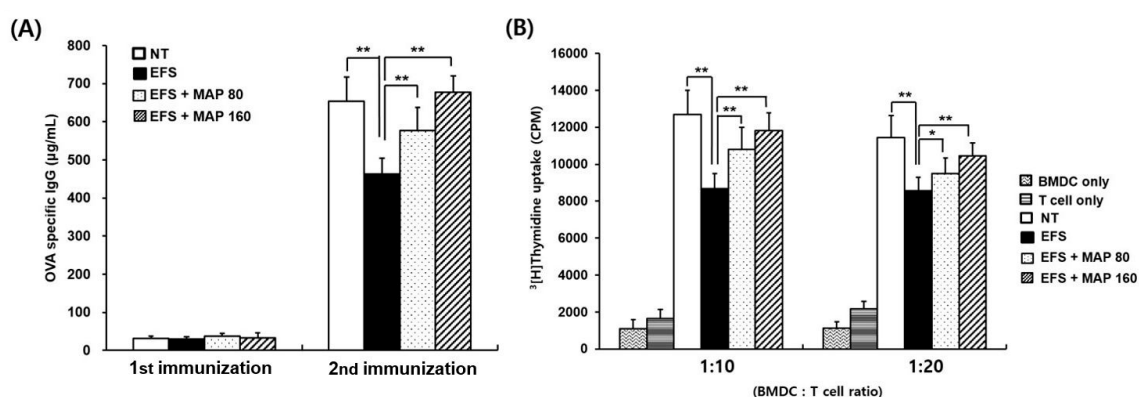 (A)
OVA specific IgG (µg/mL)
800
700
600
500
400
300
200
100
0
NT
EFS
EFS + MAP 80
EFS + MAP 160
**
**
**
1st immunization
2nd immunization
(B)
³[H]Thymidine uptake (CPM)
16000
14000
12000
10000
8000
6000
4000
2000
0
**
**
**
**
**
*
1:10
1:20
(BMDC : T cell ratio)
BMDC only
T cell only
NT
EFS
EFS + MAP 80
EFS + MAP 160